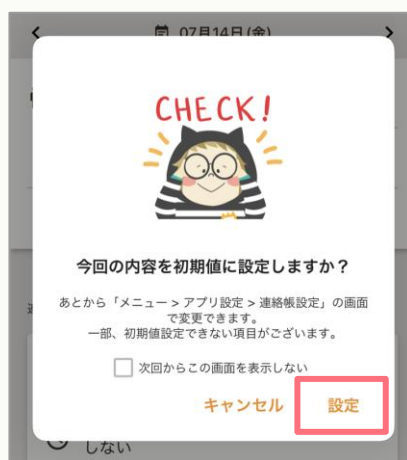 07月14日(金)
CHECK!
今回の内容を初期値に設定しますか？
あとから「メニュー > アプリ設定 > 連絡帳設定」の画面
で変更できます。
一部、初期値設定できない項目がございます。
次回からこの画面を表示しない
キャンセル 設定
しない